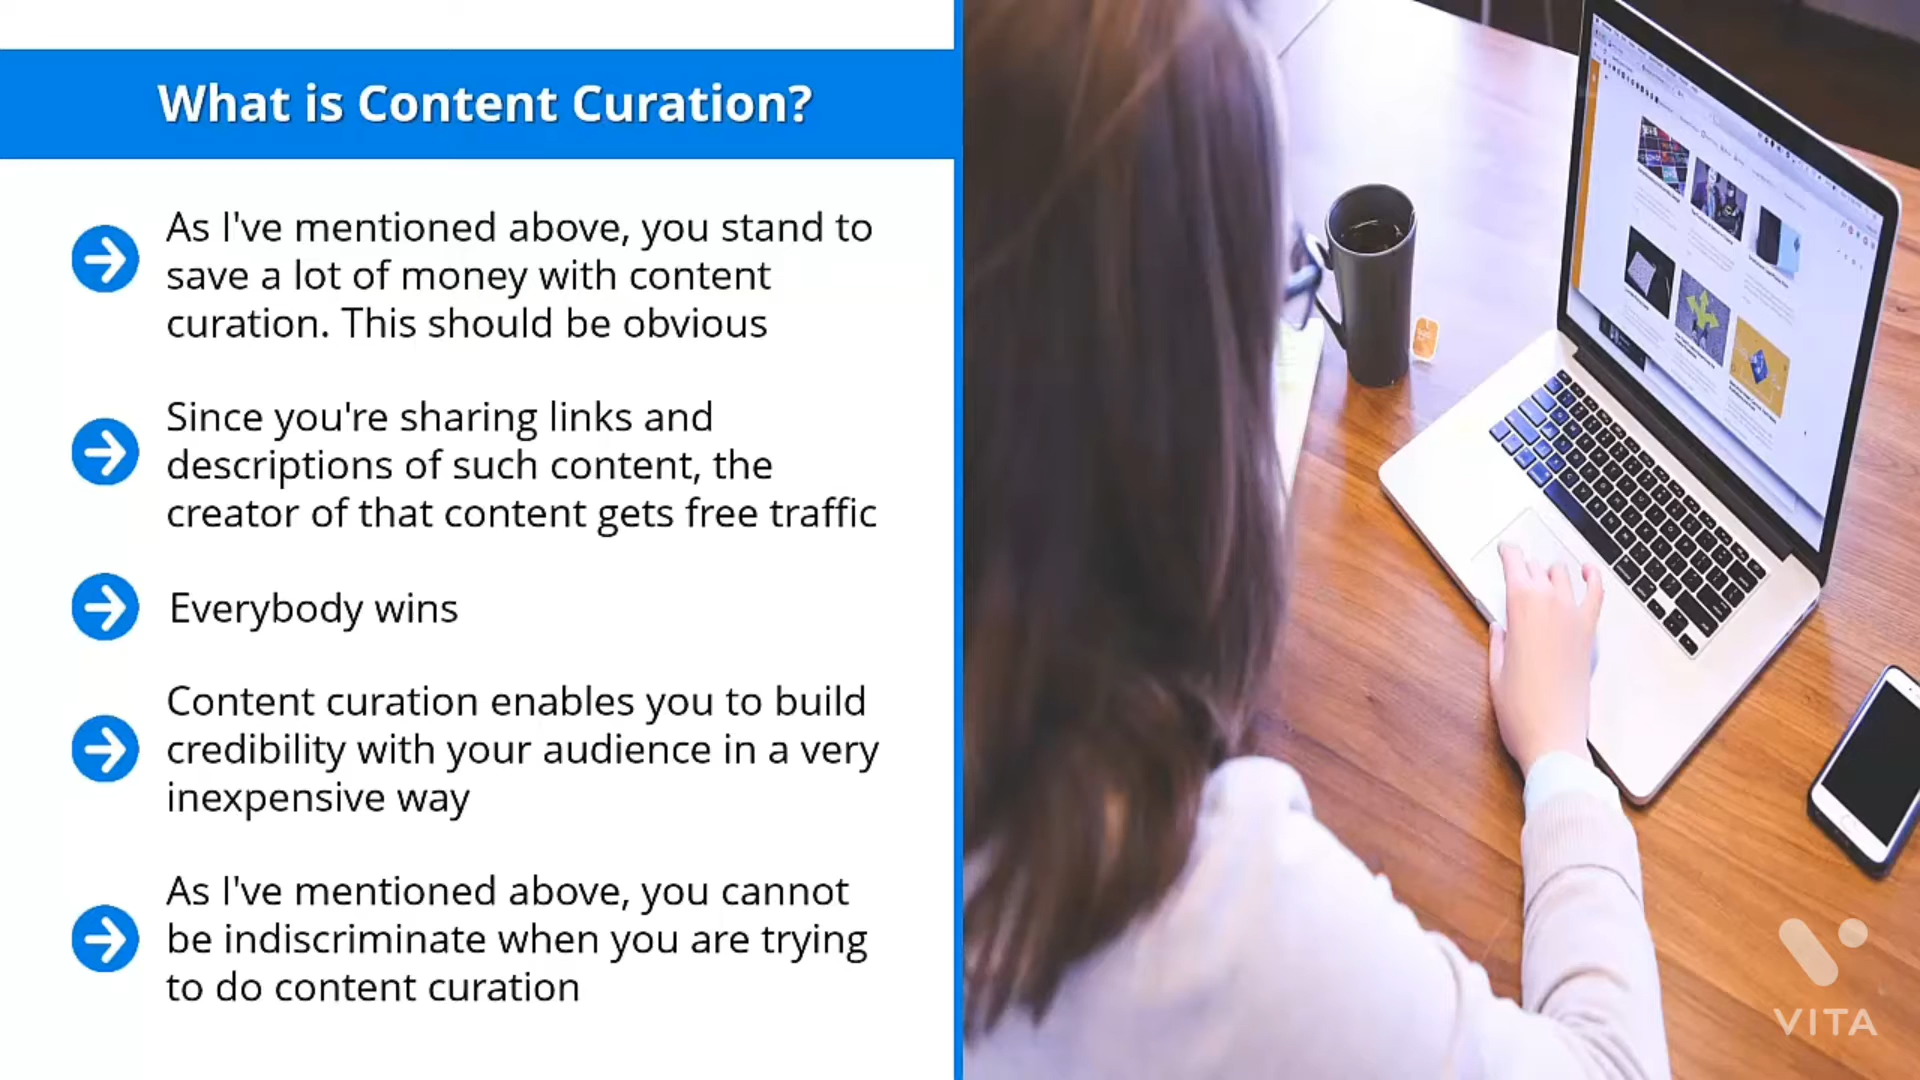 What is Content Curation?
As I've mentioned above, you stand to
save a lot of money with content
curation. This should be obvious
Since you're sharing links and
descriptions of such content, the
creator of that content gets free traffic
Everybody wins
Content curation enables you to build
credibility with your audience in a very
inexpensive way
As I've mentioned above, you cannot
be indiscriminate when you are trying
to do content curation
VITA